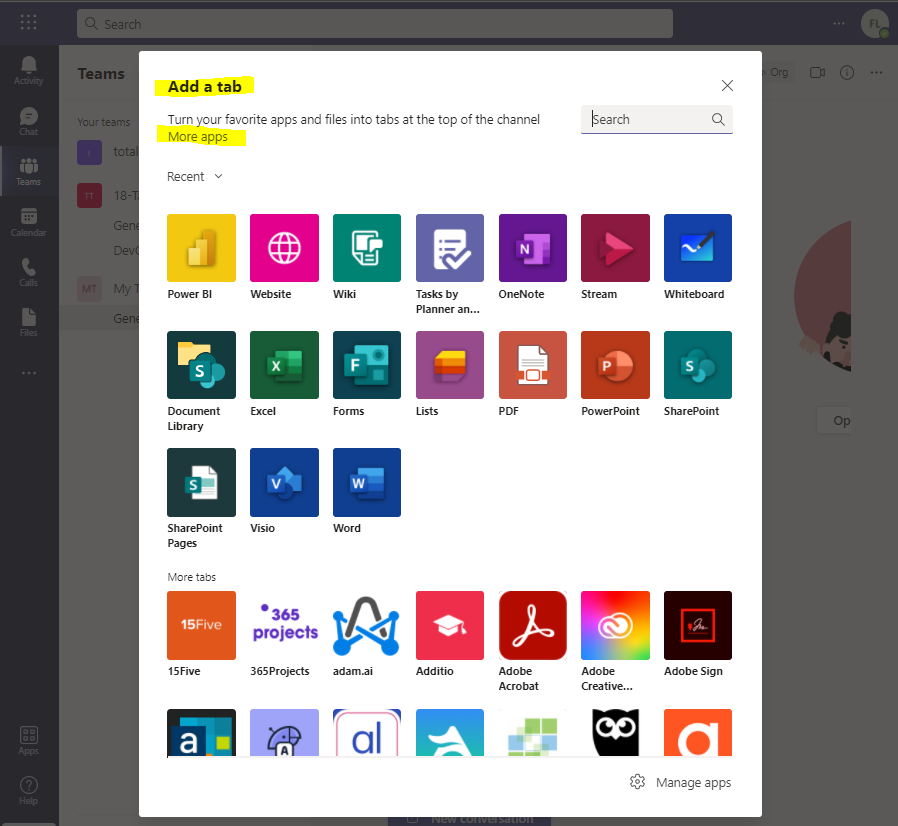 Search
FL
Activity
Chat
Teams
Calendar
Calls
Files
Apps
Help
Teams
Your teams
total
TT
18-Ta
Gene
DevO
MT
My T
Gene
Org
Op
Add a tab
Turn your favorite apps and files into tabs at the top of the channel
More apps
Search
Recent
Power BI
Website
Wiki
Tasks by
Planner an...
OneNote
Stream
Whiteboard
Document
Library
Excel
Forms
Lists
PDF
PowerPoint
SharePoint
SharePoint
Pages
Visio
Word
More tabs
15Five
365
projects
15Five
365Projects
adam.ai
Additio
Adobe
Acrobat
Adobe
Creative...
Adobe Sign
a
A
al
a
Manage apps
New conversation